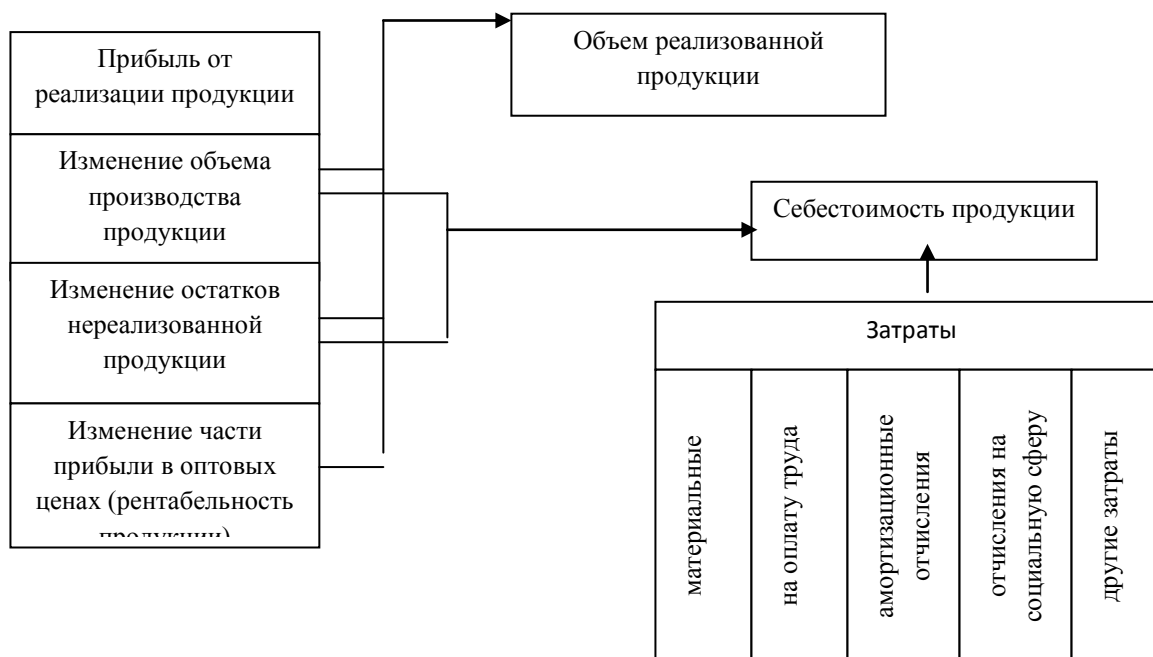 Прибыль от
реализации продукции
Изменение объема
производства
продукции
Изменение остатков
нереализованной
продукции
Изменение части
прибыли в оптовых
ценах (рентабельность
продукции)
Объем реализованной
продукции
Себестоимость продукции
Затраты
материальные
на оплату труда
амортизационные
отчисления
отчисления на
социальную сферу
другие затраты